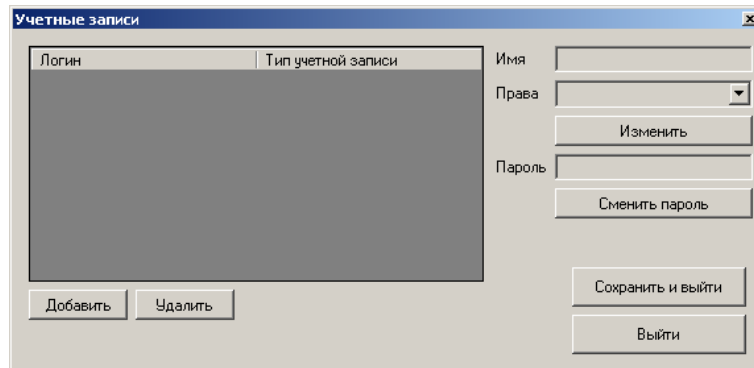 Учетные записи
Логин Тип учетной записи
Имя
Права
Изменить
Пароль
Сменить пароль
Добавить Удалить
Сохранить и выйти
Выйти